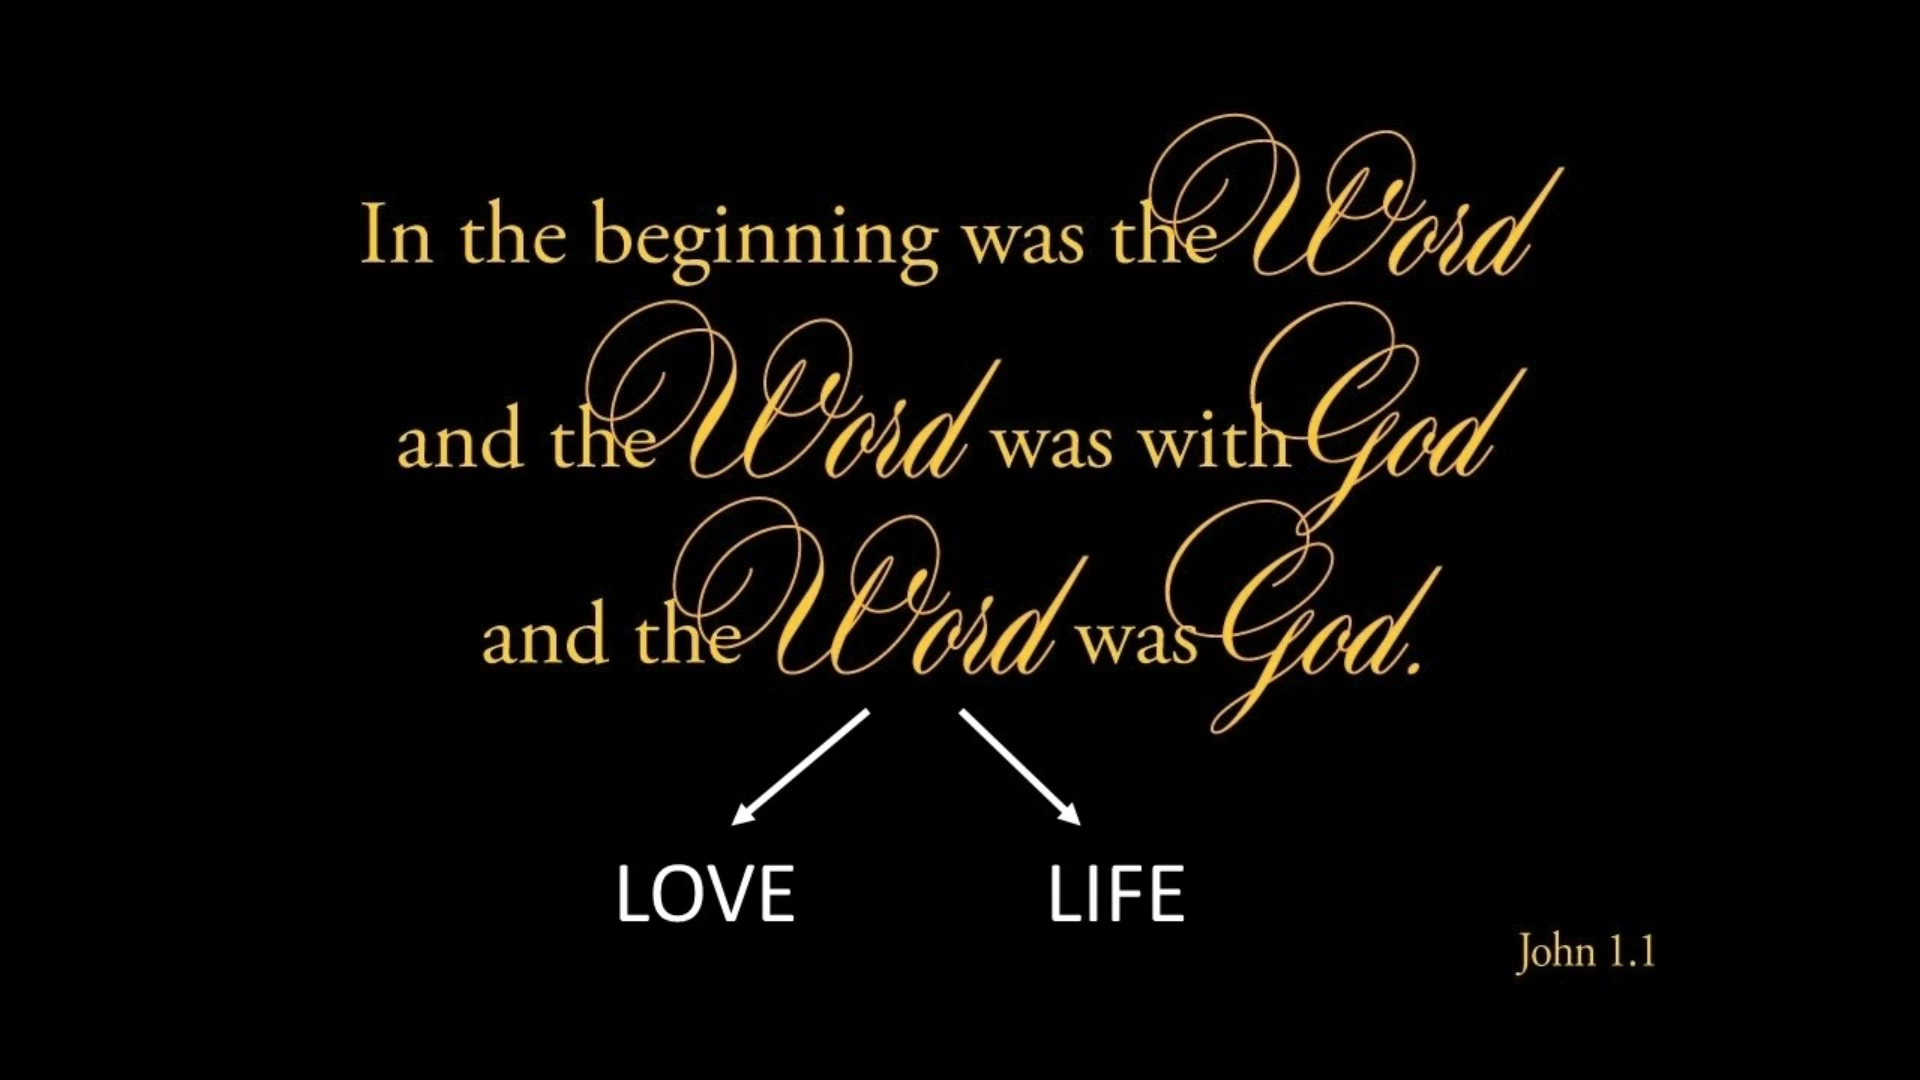 In the beginning was the Word
and the Word was with God
and the Word was God.
LOVE LIFE
John 1.1